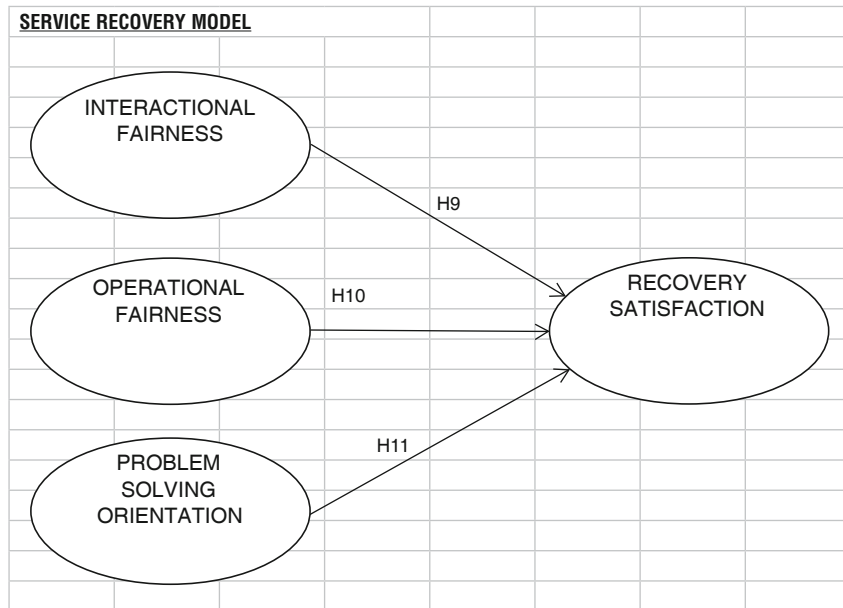 SERVICE RECOVERY MODEL
INTERACTIONAL
FAIRNESS
H9
OPERATIONAL
FAIRNESS
H10
RECOVERY
SATISFACTION
H11
PROBLEM
SOLVING
ORIENTATION